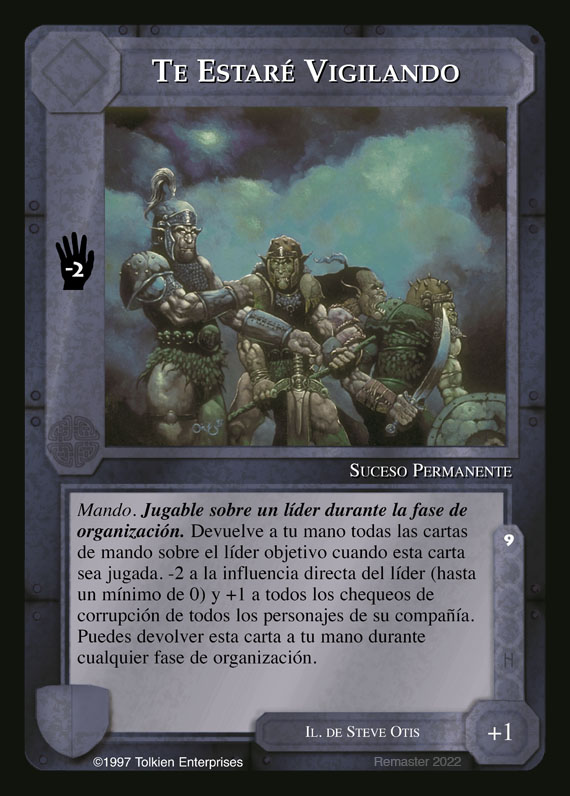 Te Estaré Vigilando
-2
Otis
Suceso Permanente
Mando. Jugable sobre un líder durante la fase de
organización. Devuelve a tu mano todas las cartas
de mando sobre el líder objetivo cuando esta carta
sea jugada. -2 a la influencia directa del líder (hasta
un mínimo de 0) y +1 a todos los chequeos de
corrupción de todos los personajes de su compañía.
Puedes devolver esta carta a tu mano durante
cualquier fase de organización.
9
H
Il. de Steve Otis
+1
©1997 Tolkien Enterprises
Remaster 2022